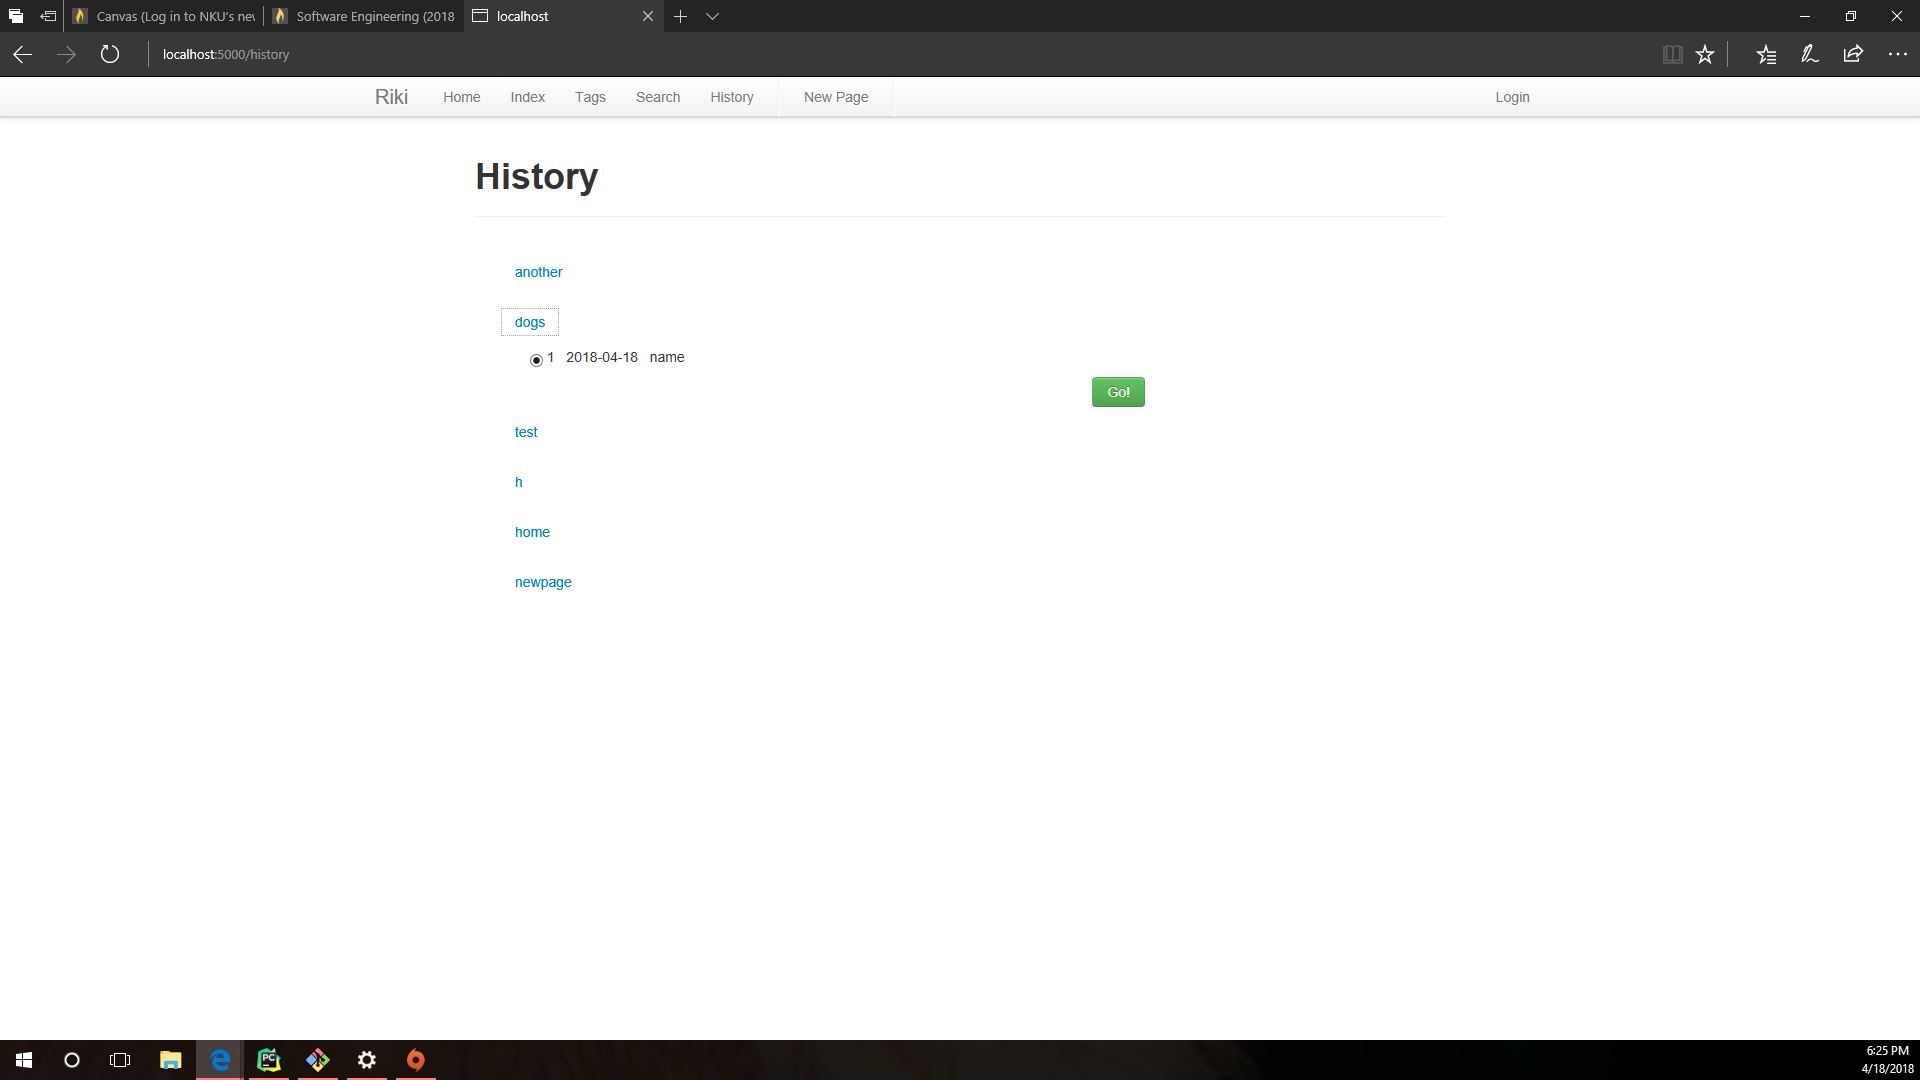 Canvas (Log in to NKU's nev
Software Engineering (2018
localhost
localhost:5000/history
Riki Home Index Tags Search History New Page Login
History
another
dogs
1 2018-04-18 name
Go!
test
h
home
newpage
PC
6:25 PM
4/18/2018